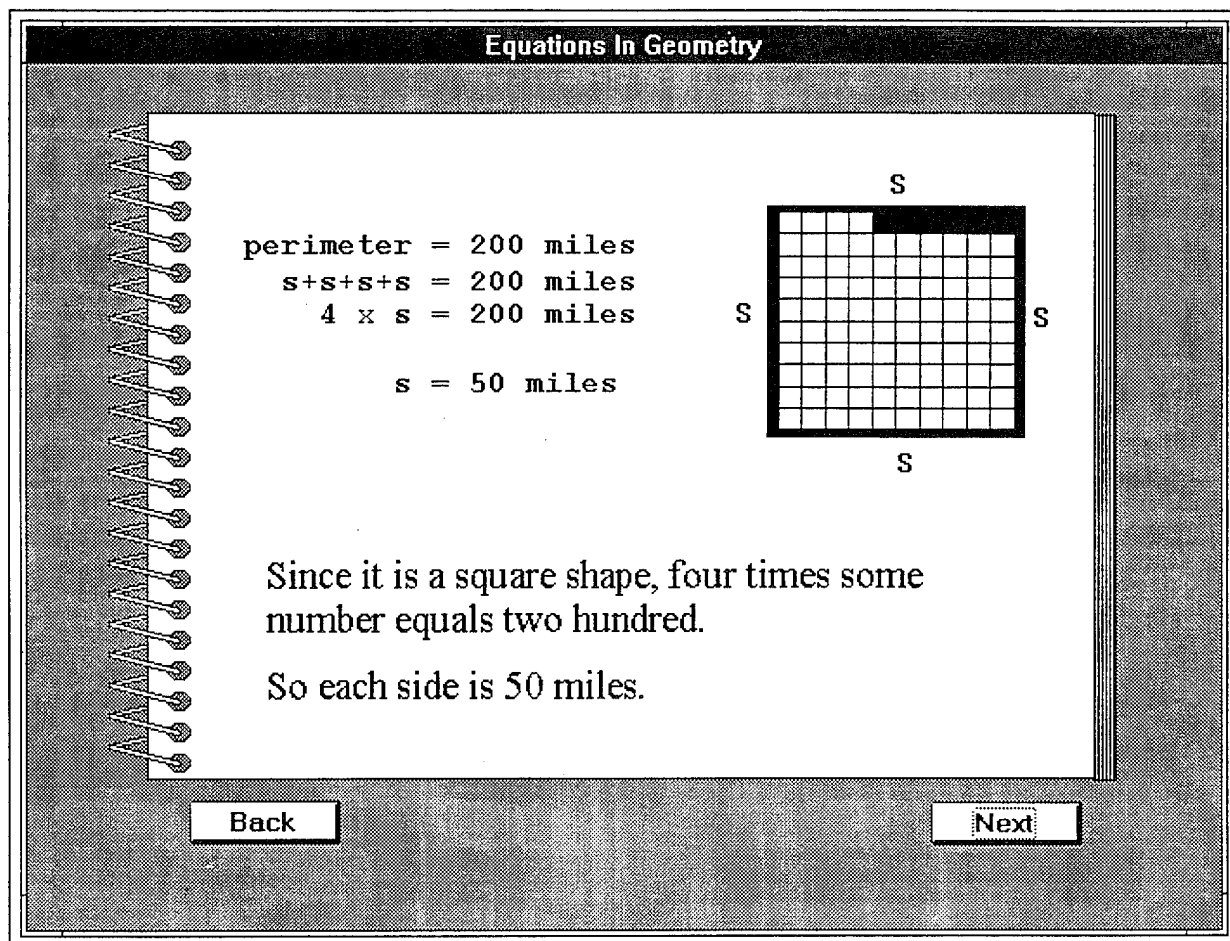 Equations In Geometry
perimeter = 200 miles
s+s+s+s = 200 miles
4 x s = 200 miles
s = 50 miles
S
S
S
S
Since it is a square shape, four times some
number equals two hundred.
So each side is 50 miles.
Back
Next